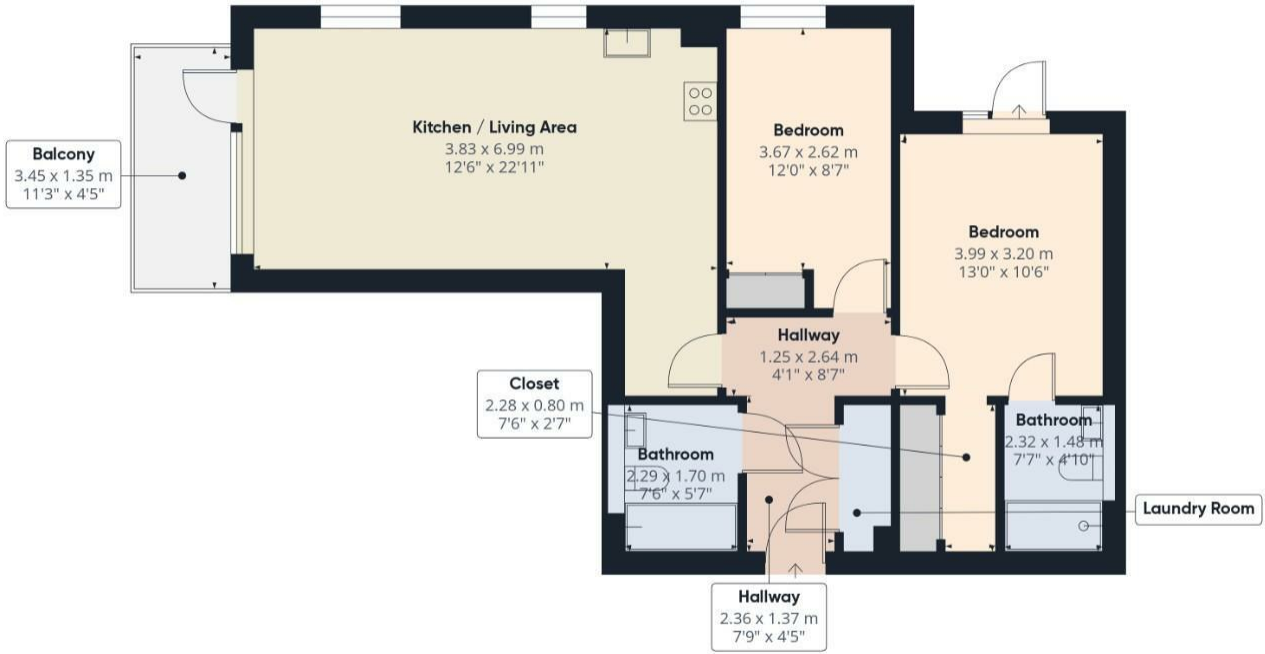 Kitchen / Living Area
3.83 x 6.99 m
12'6" x 22'11"
Bedroom
3.67 x 2.62 m
12'0" x 8'7"
Balcony
3.45 x 1.35 m
11'3" x 4'5"
Bedroom
3.99 x 3.20 m
13'0" x 10'6"
Hallway
1.25 x 2.64 m
4'1" x 8'7"
Closet
2.28 x 0.80 m
7'6" x 2'7"
Bathroom
2.29 x 1.70 m
7'6" x 5'7"
Bathroom
2.32 x 1.48 m
7'7" x 4'10"
Laundry Room
Hallway
2.36 x 1.37 m
7'9" x 4'5"